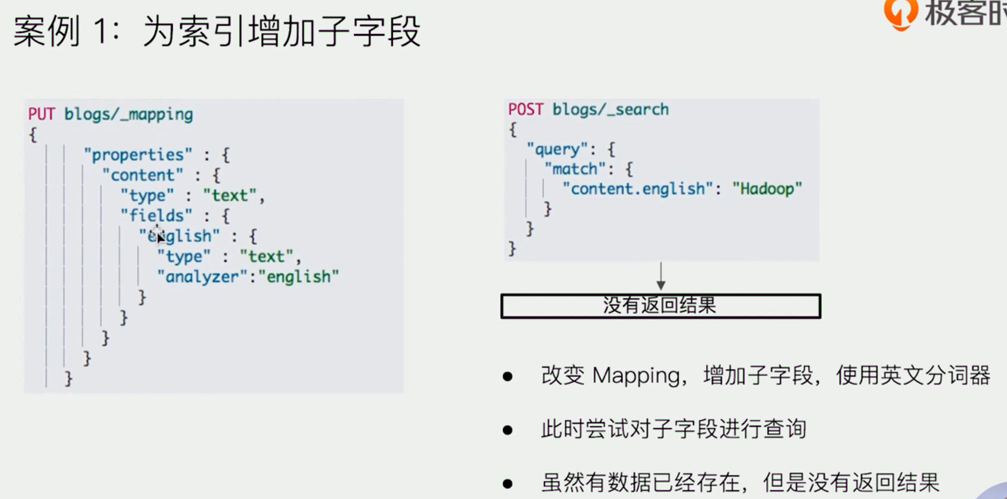 案例 1：为索引增加子字段
极客时
PUT blogs/_mapping
{
"properties" : {
"content" : {
"type" : "text",
"fields" : {
"english" : {
"type" : "text",
"analyzer":"english"
}
}
}
}
}
POST blogs/_search
{
"query": {
"match": {
"content.english": "Hadoop"
}
}
}
没有返回结果
● 改变 Mapping，增加子字段，使用英文分词器
● 此时尝试对子字段进行查询
● 虽然有数据已经存在，但是没有返回结果